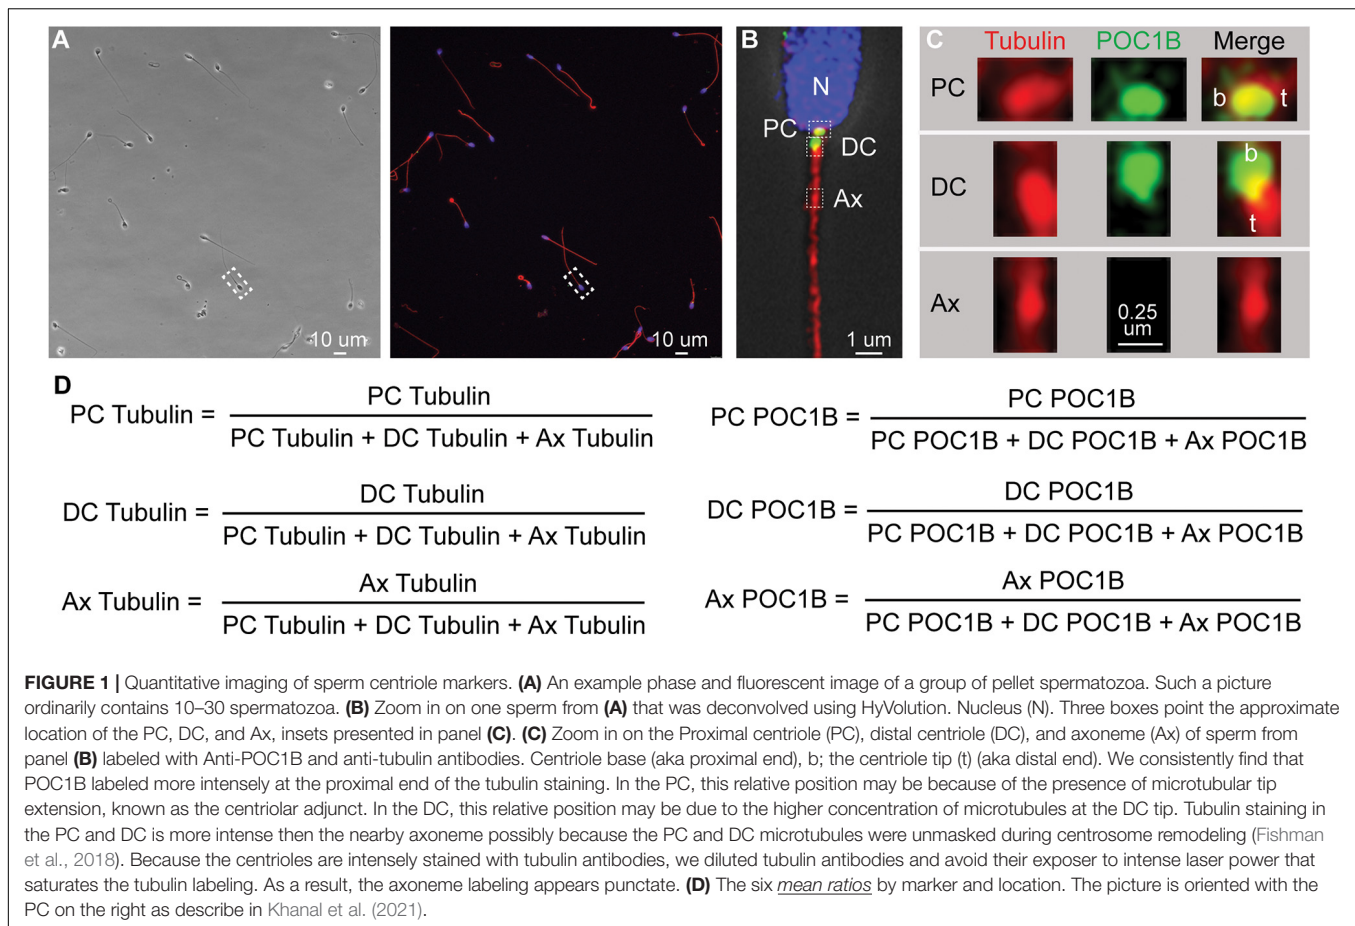 A
10 um
10 um
B
N
PC
DC
Ax
1 um
C
Tubulin POC1B Merge
PC
b t
DC
b
t
Ax
0.25
um
D
PC Tubulin = PC Tubulin
PC Tubulin + DC Tubulin + Ax Tubulin
PC POC1B = PC POC1B
PC POC1B + DC POC1B + Ax POC1B
DC Tubulin = DC Tubulin
PC Tubulin + DC Tubulin + Ax Tubulin
DC POC1B = DC POC1B
PC POC1B + DC POC1B + Ax POC1B
Ax Tubulin = Ax Tubulin
PC Tubulin + DC Tubulin + Ax Tubulin
Ax POC1B = Ax POC1B
PC POC1B + DC POC1B + Ax POC1B
FIGURE 1 | Quantitative imaging of sperm centriole markers. (A) An example phase and fluorescent image of a group of pellet spermatozoa. Such a picture
ordinarily contains 10–30 spermatozoa. (B) Zoom in on one sperm from (A) that was deconvolved using HyVolution. Nucleus (N). Three boxes point the approximate
location of the PC, DC, and Ax, insets presented in panel (C). (C) Zoom in on the Proximal centriole (PC), distal centriole (DC), and axoneme (Ax) of sperm from
panel (B) labeled with Anti-POC1B and anti-tubulin antibodies. Centriole base (aka proximal end), b; the centriole tip (t) (aka distal end). We consistently find that
POC1B labeled more intensely at the proximal end of the tubulin staining. In the PC, this relative position may be because of the presence of microtubular tip
extension, known as the centriolar adjunct. In the DC, this relative position may be due to the higher concentration of microtubules at the DC tip. Tubulin staining in
the PC and DC is more intense then the nearby axoneme possibly because the PC and DC microtubules were unmasked during centrosome remodeling (Fishman
et al., 2018). Because the centrioles are intensely stained with tubulin antibodies, we diluted tubulin antibodies and avoid their exposer to intense laser power that
saturates the tubulin labeling. As a result, the axoneme labeling appears punctate. (D) The six mean ratios by marker and location. The picture is oriented with the
PC on the right as describe in Khanal et al. (2021).